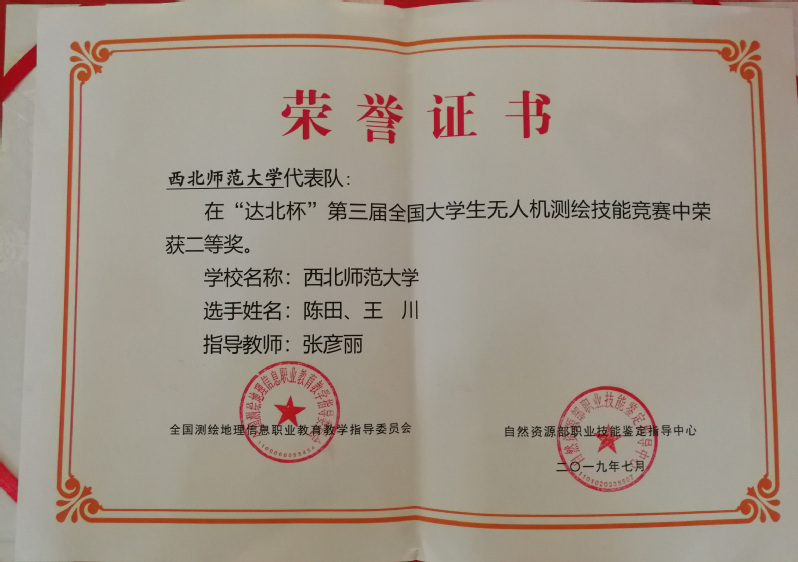 荣誉证书
西北师范大学代表队：
在“达北杯”第三届全国大学生无人机测绘技能竞赛中荣
获二等奖。
学校名称：西北师范大学
选手姓名：陈田、王　川
指导教师：张彦丽
全国测绘地理信息职业教育教学指导委员会
自然资源部职业技能鉴定指导中心
二〇一九年七月